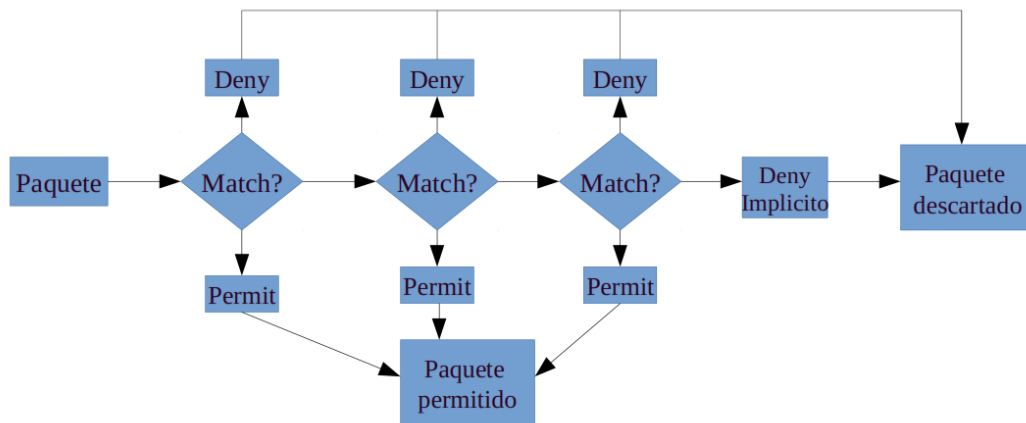 Deny
Deny
Deny
Paquete
Match?
Match?
Match?
Deny
Implicito
Paquete
descartado
Permit
Permit
Permit
Paquete
permitido